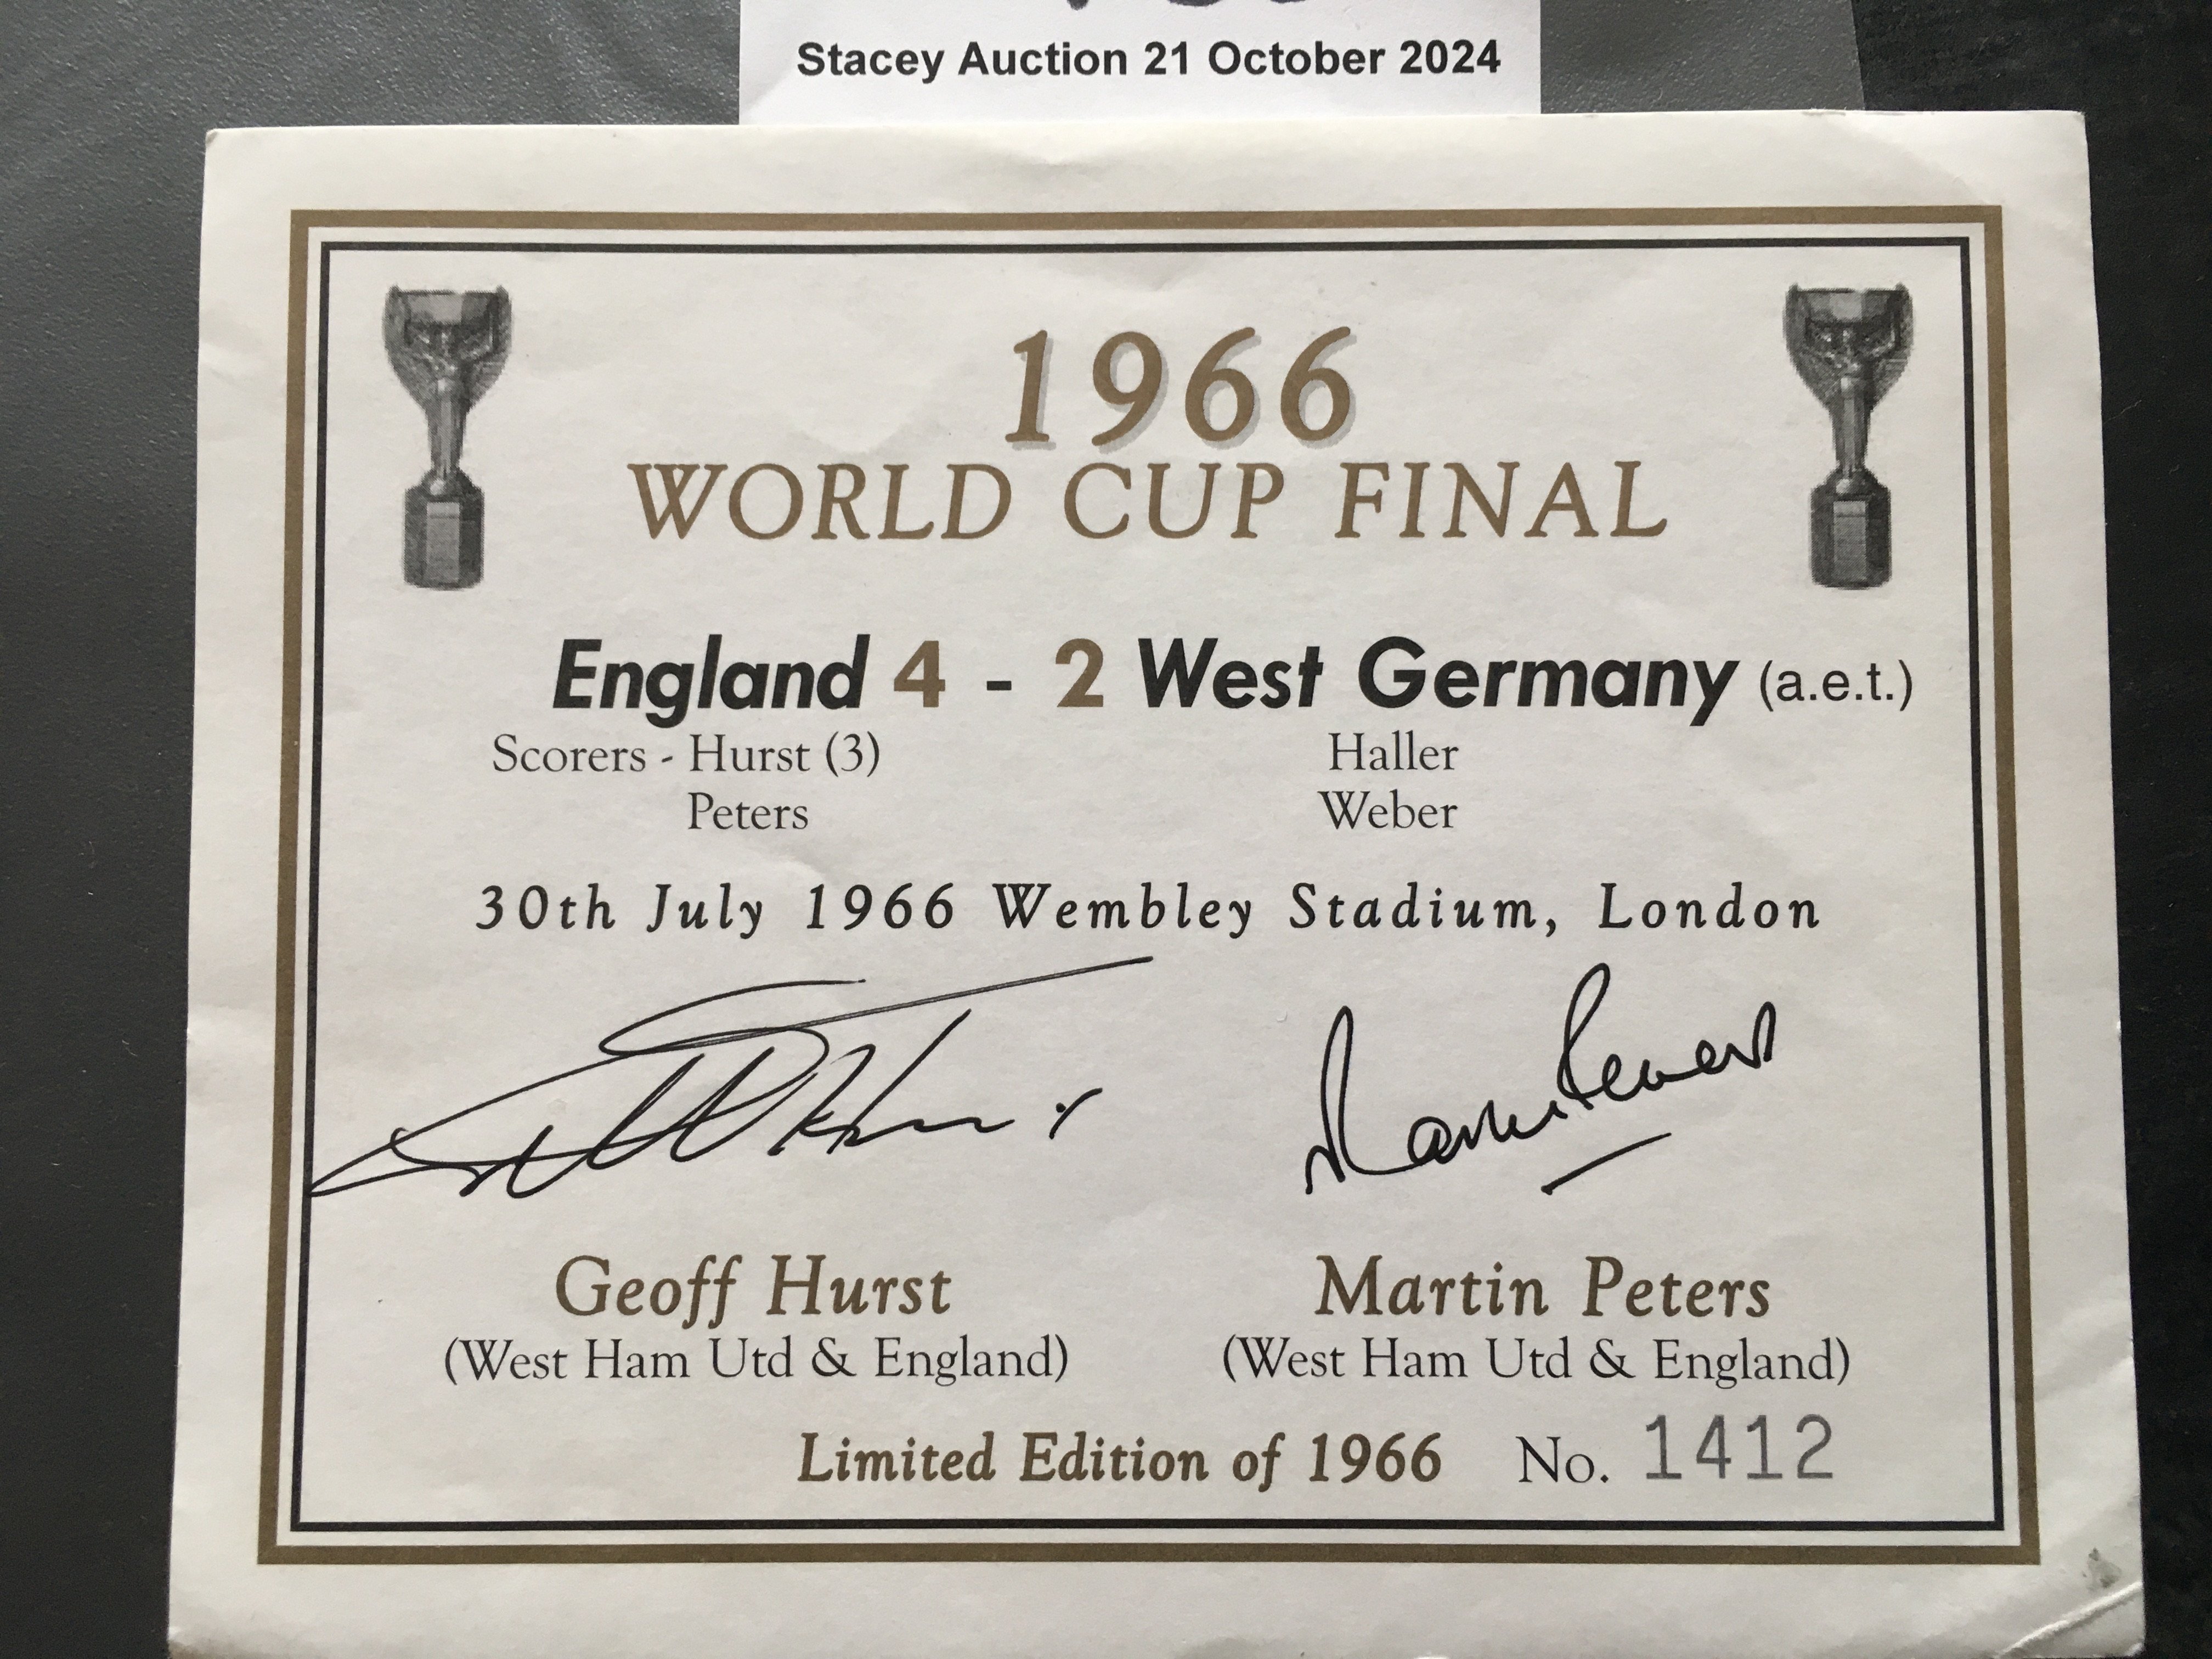 Stacey Auction 21 October 2024
1966
WORLD CUP FINAL
England 4 - 2 West Germany (a.e.t.)
Scorers - Hurst (3) Haller
Peters Weber
30th July 1966 Wembley Stadium, London
Geoff Hurst Martin Peters
(West Ham Utd & England) (West Ham Utd & England)
Limited Edition of 1966 No. 1412